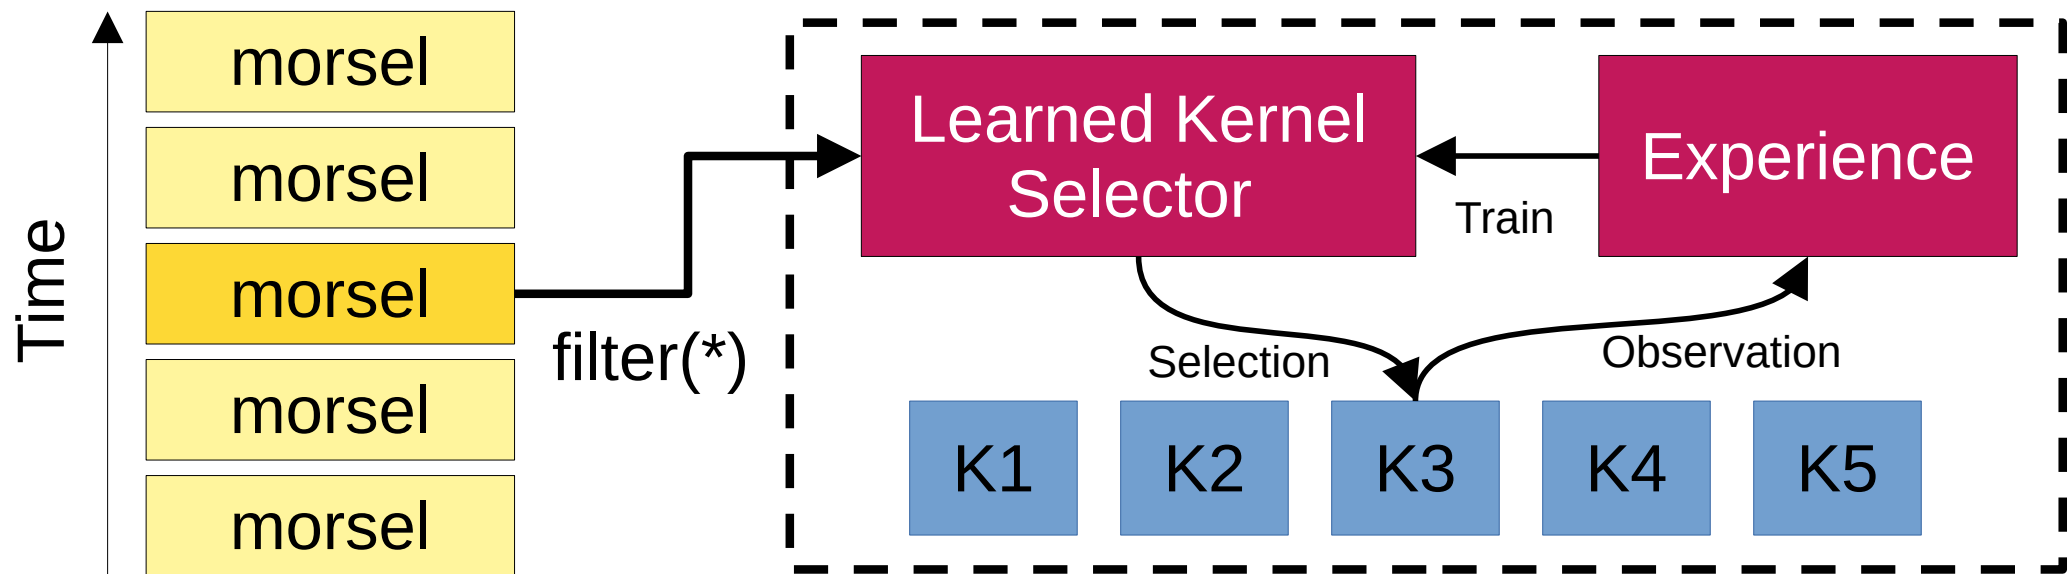 Time
morsel
morsel
morsel
morsel
morsel
filter(*)
Learned Kernel
Selector
Experience
Train
Selection
Observation
K1
K2
K3
K4
K5